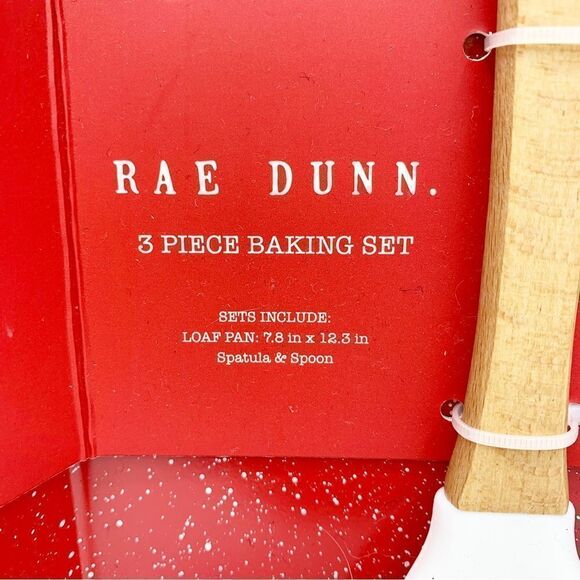 RAE DUNN.
3 PIECE BAKING SET
SETS INCLUDE:
LOAF PAN: 7.8 in x 12.3 in
Spatula & Spoon